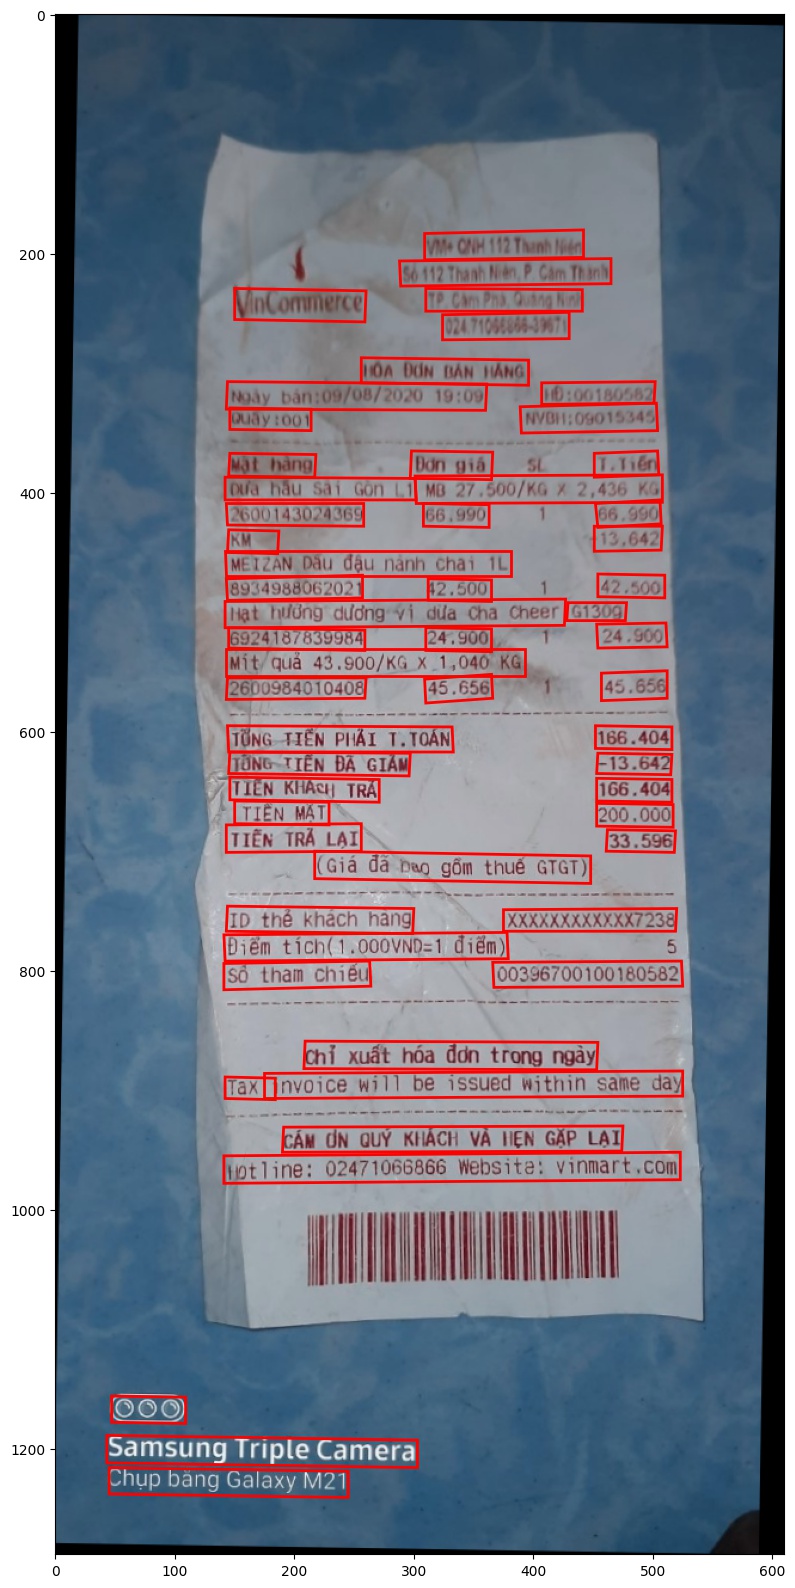 VM+ QNH 112 Thanh Niên
Số 112 Thanh Niên, P. Cẩm Thành
TP. Cẩm Phả, Quảng Ninh
VinCommerce
024.71066866-39671
HÓA ĐƠN BÁN HÀNG
Ngày bán:09/08/2020 19:09 HĐ:00180582
Quầy:001 NVBH:09015345
Mặt hàng Đơn giá SL T.Tiền
Dưa hấu Sài Gòn L1 MB 27.500/KG X 2,436 KG
2600143024369 66.990 1 66.990
KM -13.642
MEIZAN Dầu đậu nành chai 1L
8934988062021 42.500 1 42.500
Hạt hướng dương vị dừa Cha Cheer G130g
6924187839984 24.900 1 24.900
Mít quả 43.900/KG X 1,040 KG
2600984010408 45.656 1 45.656
TỔNG TIỀN PHẢI T.TOÁN 166.404
TỔNG TIỀN ĐÃ GIẢM -13.642
TIỀN KHÁCH TRẢ 166.404
TIỀN MẶT 200.000
TIỀN TRẢ LẠI 33.596
(Giá đã bao gồm thuế GTGT)
ID thẻ khách hàng XXXXXXXXXXXX7238
Điểm tích(1.000VND=1 điểm) 5
Số tham chiếu 00396700100180582
Chỉ xuất hóa đơn trong ngày
Tax invoice will be issued within same day
CẢM ƠN QUÝ KHÁCH VÀ HẸN GẶP LẠI
Hotline: 02471066866 Website: vinmart.com
Samsung Triple Camera
Chụp bằng Galaxy M21
0
200
400
600
800
1000
1200
0 100 200 300 400 500 600